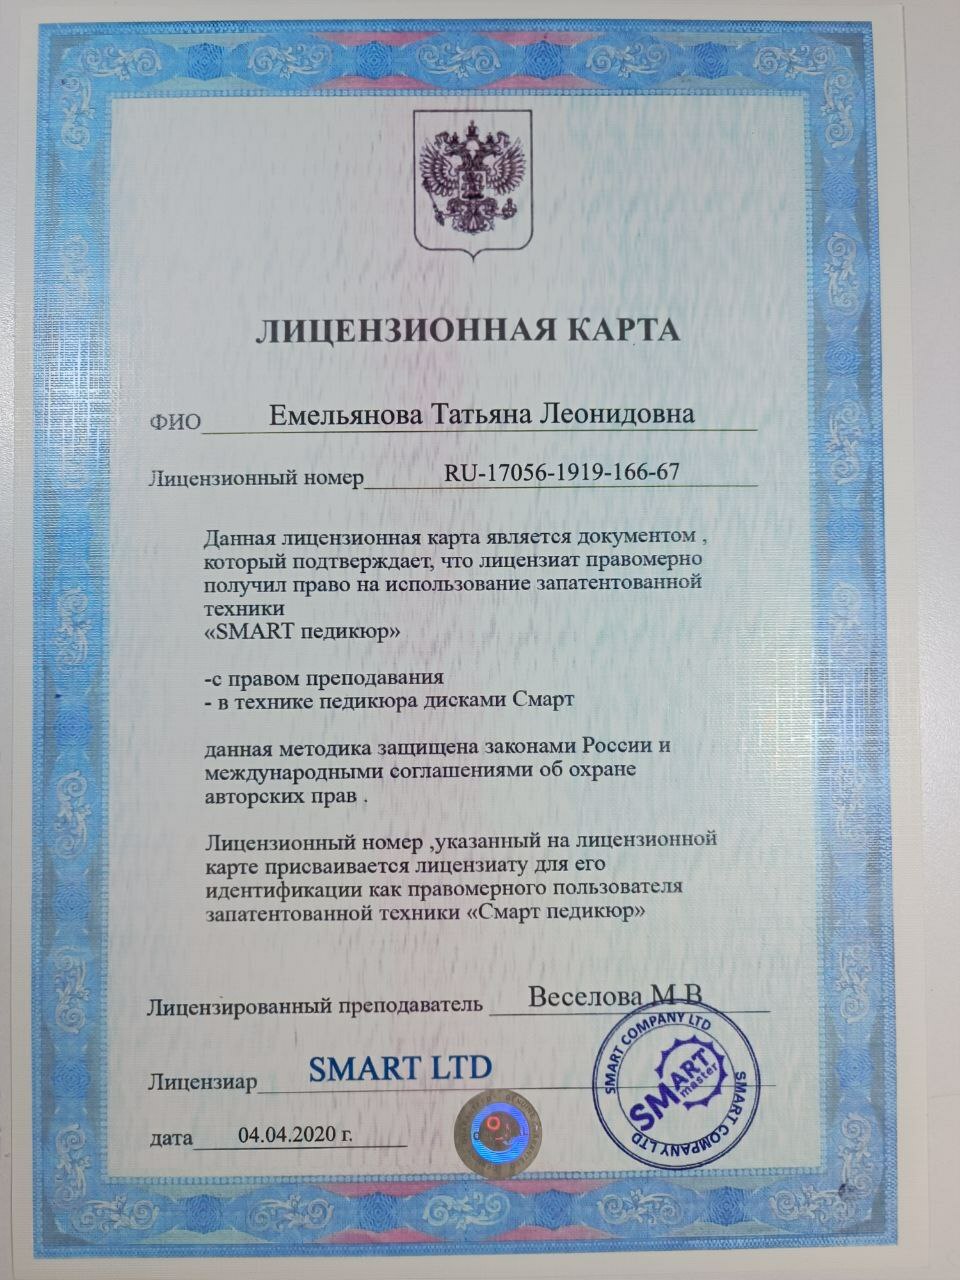 ЛИЦЕНЗИОННАЯ КАРТА
ФИО Емельянова Татьяна Леонидовна
Лицензионный номер RU-17056-1919-166-67
Данная лицензионная карта является документом ,
который подтверждает, что лицензиат правомерно
получил право на использование запатентованной
техники
«SMART педикюр»
-с правом преподавания
- в технике педикюра дисками Смарт
данная методика защищена законами России и
международными соглашениями об охране
авторских прав .
Лицензионный номер ,указанный на лицензионной
карте присваивается лицензиату для его
идентификации как правомерного пользователя
запатентованной техники «Смарт педикюр»
Лицензированный преподаватель Веселова М.В
SMART COMPANY LTD
SMART
master
SMART COMPANY LTD
Лицензиар SMART LTD
дата 04.04.2020 г.